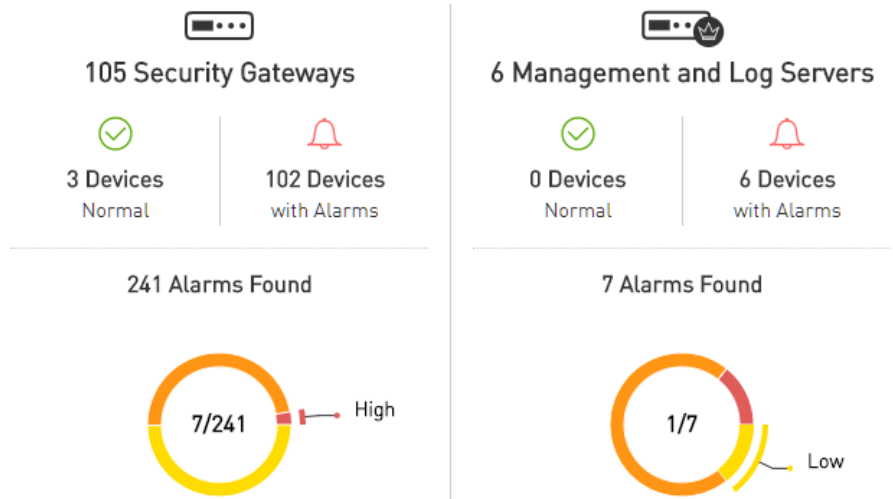 105 Security Gateways
3 Devices
Normal
102 Devices
with Alarms
241 Alarms Found
7/241
High
6 Management and Log Servers
0 Devices
Normal
6 Devices
with Alarms
7 Alarms Found
1/7
Low